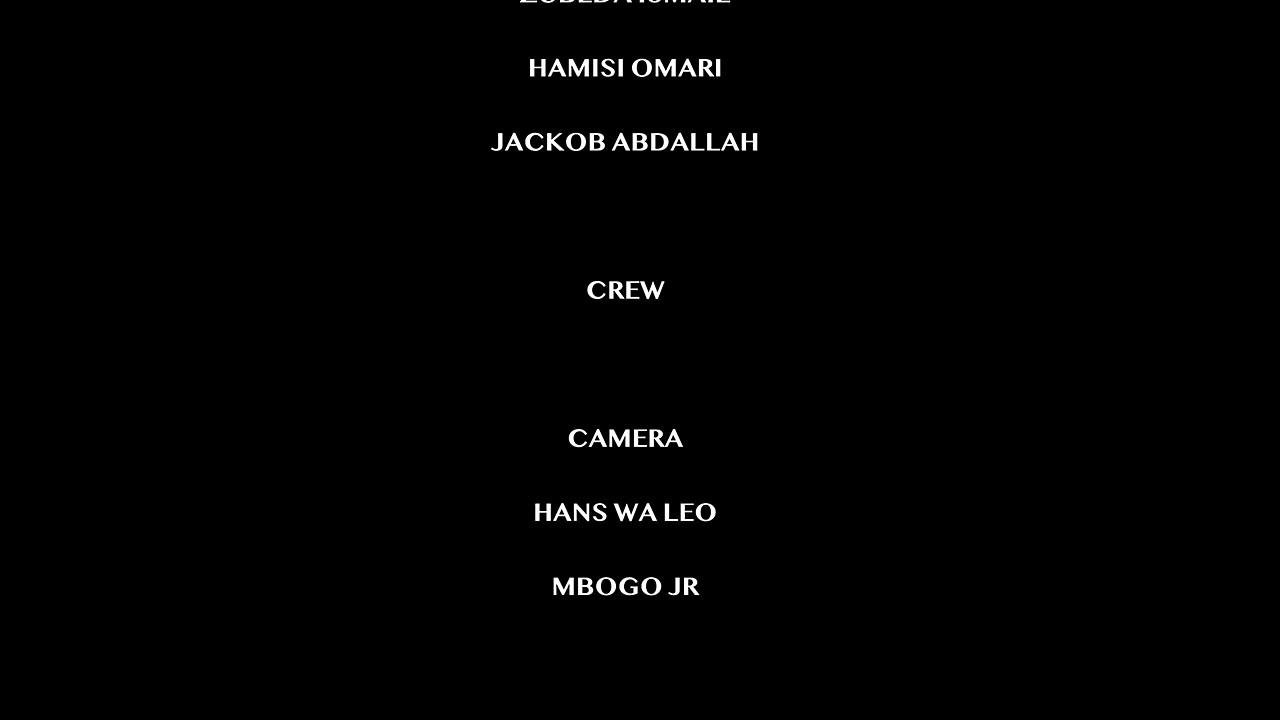 HAMISI OMARI
JACKOB ABDALLAH
CREW
CAMERA
HANS WA LEO
MBOGO JR